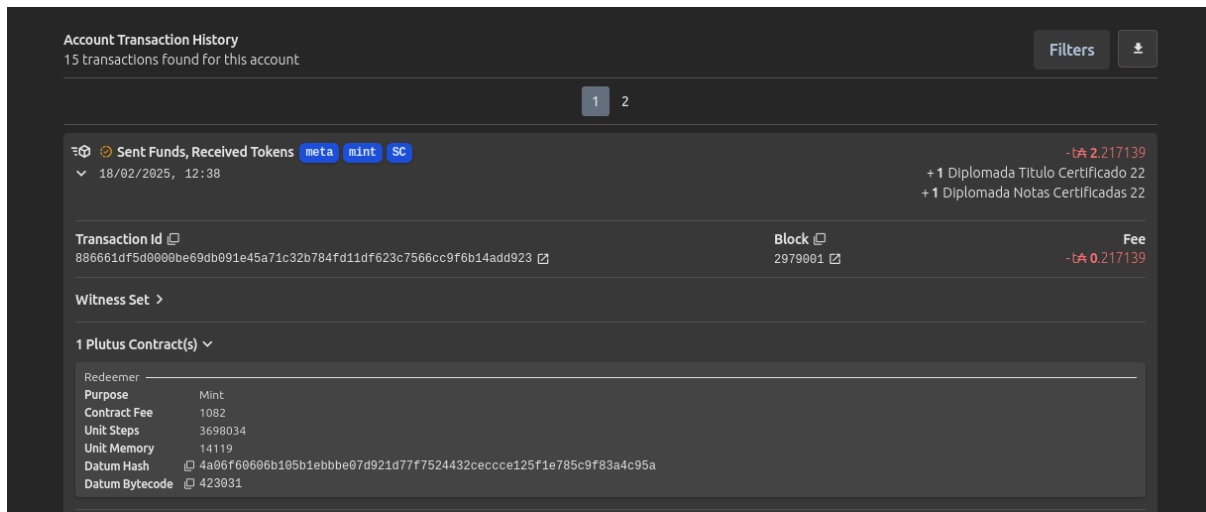 Account Transaction History
15 transactions found for this account
Filters
1 2
Sent Funds, Received Tokens meta mint SC
-t₳ 2.217139
18/02/2025, 12:38
+ 1 Diplomada Titulo Certificado 22
+ 1 Diplomada Notas Certificadas 22
Transaction Id Block Fee
886661df5d0000be69db091e45a71c32b784fd11df623c7566cc9f6b14add923 2979001 -t₳ 0.217139
Witness Set
1 Plutus Contract(s)
Redeemer
Purpose Mint
Contract Fee 1082
Unit Steps 3698034
Unit Memory 14119
Datum Hash 4a06f60606b105b1ebbbe07d921d77f7524432ceccce125f1e785c9f83a4c95a
Datum Bytecode 423031